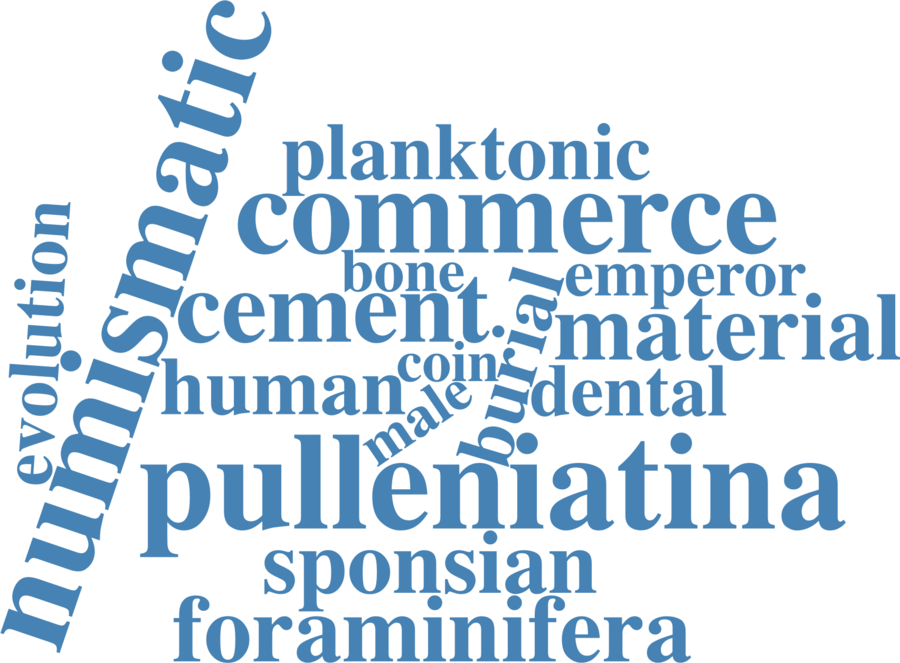 numismatic
evolution
planktonic
commerce
bone
emperor
cement.
burial
material
coin
human
male
dental
pulleniatina
sponsian
foraminifera